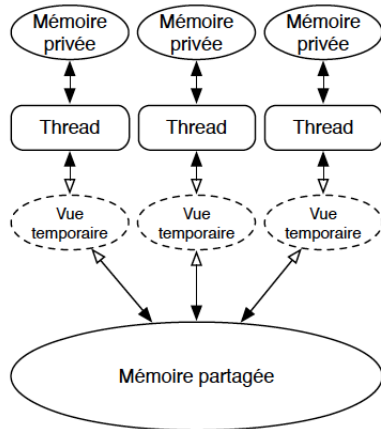 Mémoire
privée
Mémoire
privée
Mémoire
privée
Thread
Thread
Thread
Vue
temporaire
Vue
temporaire
Vue
temporaire
Mémoire partagée